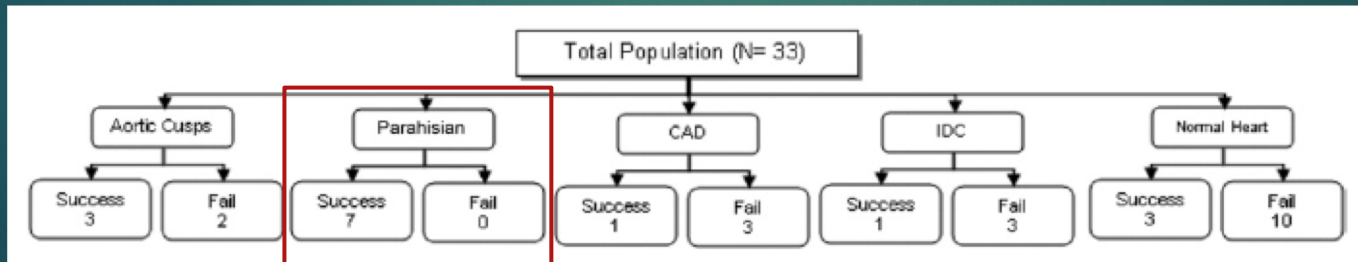 Total Population (N= 33)
Aortic Cusps
Parahisian
CAD
IDC
Normal Heart
Success
3
Fail
2
Success
7
Fail
0
Success
1
Fail
3
Success
1
Fail
3
Success
3
Fail
10